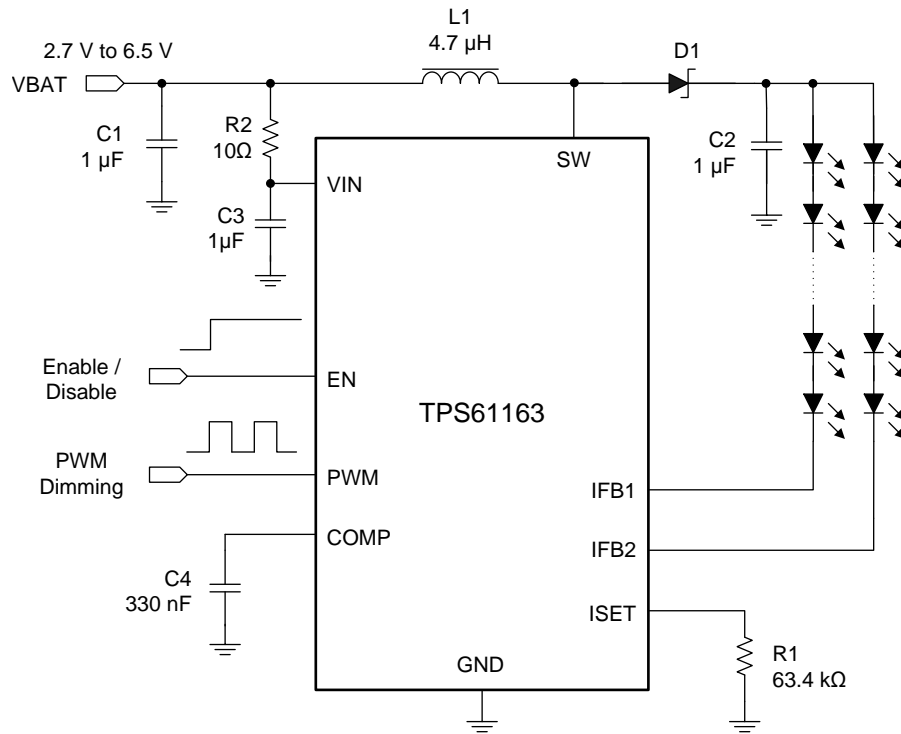 L1
4.7 µH
2.7 V to 6.5 V
VBAT
D1
C1
1 µF
R2
10Ω
C2
1 µF
SW
VIN
C3
1µF
Enable /
Disable
EN
TPS61163
PWM
Dimming
PWM
IFB1
COMP
IFB2
C4
330 nF
ISET
R1
63.4 kΩ
GND